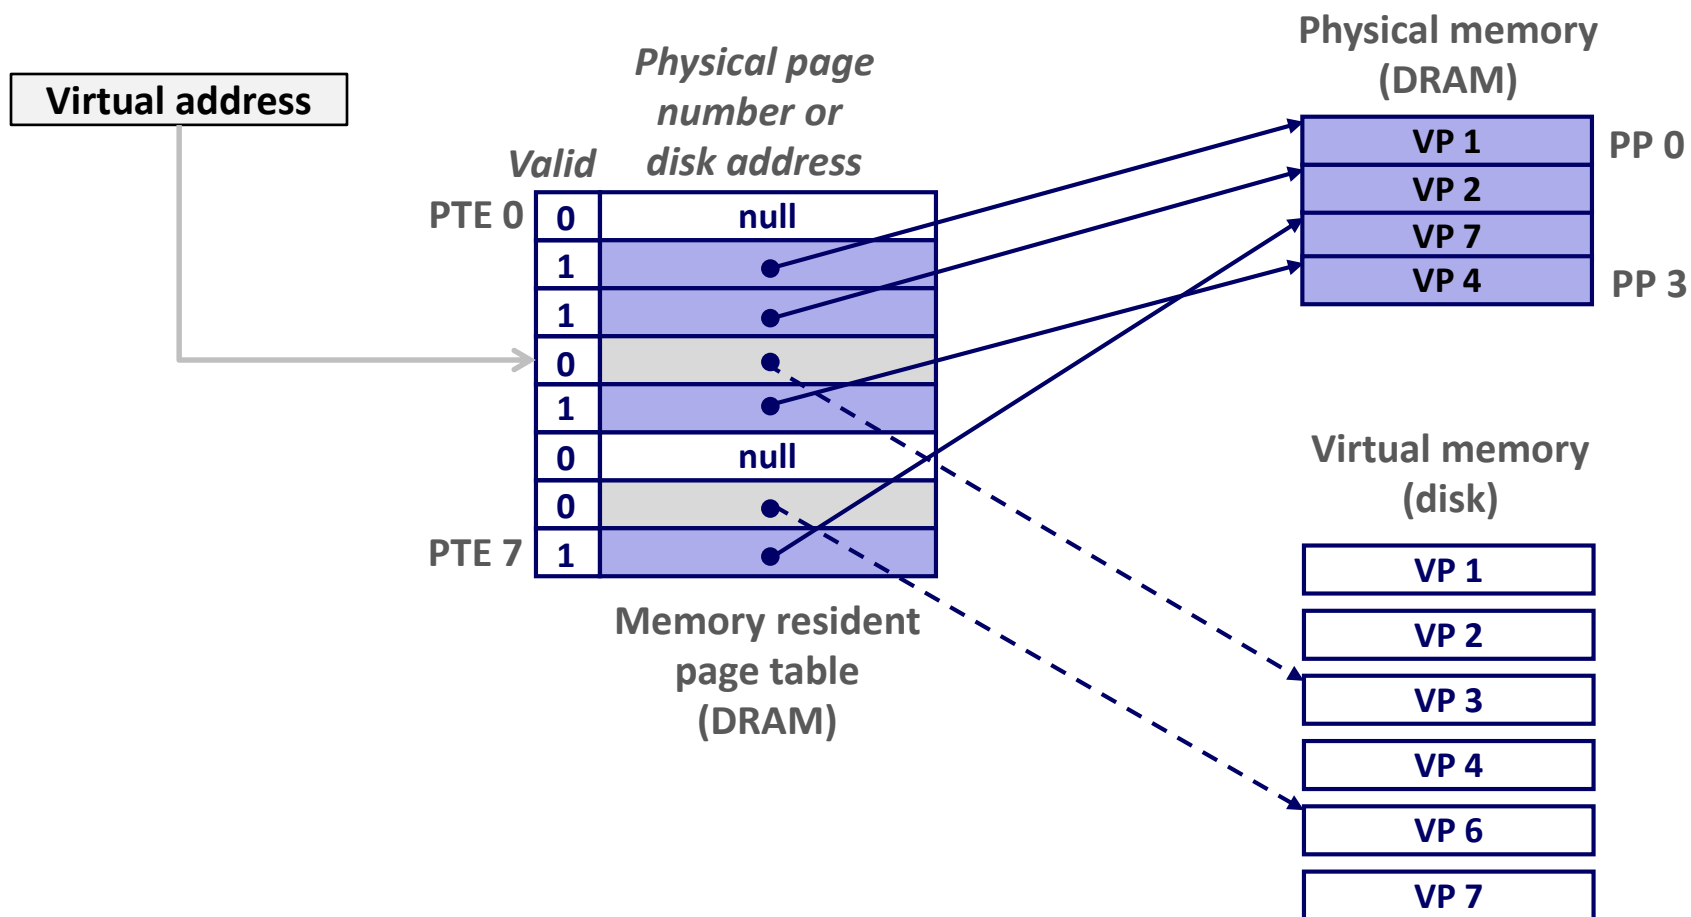 Virtual address
Physical page
number or
disk address
Valid
PTE 0
0
null
1
1
0
1
0
null
0
PTE 7
1
Memory resident
page table
(DRAM)
Physical memory
(DRAM)
VP 1
PP 0
VP 2
VP 7
VP 4
PP 3
Virtual memory
(disk)
VP 1
VP 2
VP 3
VP 4
VP 6
VP 7